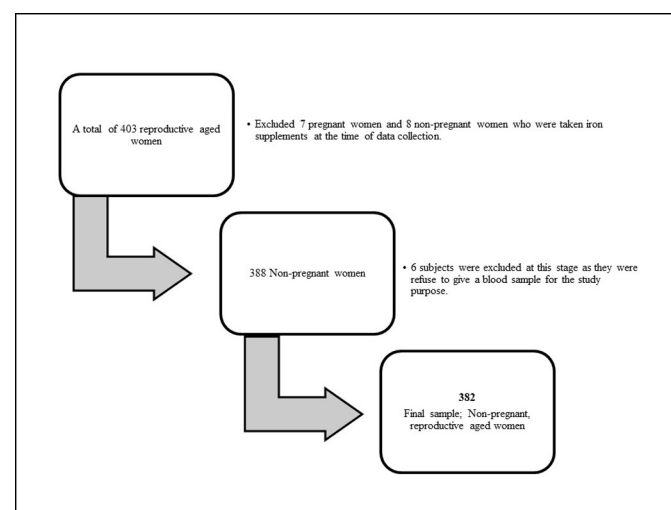 A total of 403 reproductive aged
women
• Excluded 7 pregnant women and 8 non-pregnant women who were taken iron
supplements at the time of data collection.
388 Non-pregnant women
• 6 subjects were excluded at this stage as they were
refuse to give a blood sample for the study
purpose.
382
Final sample; Non-pregnant,
reproductive aged women